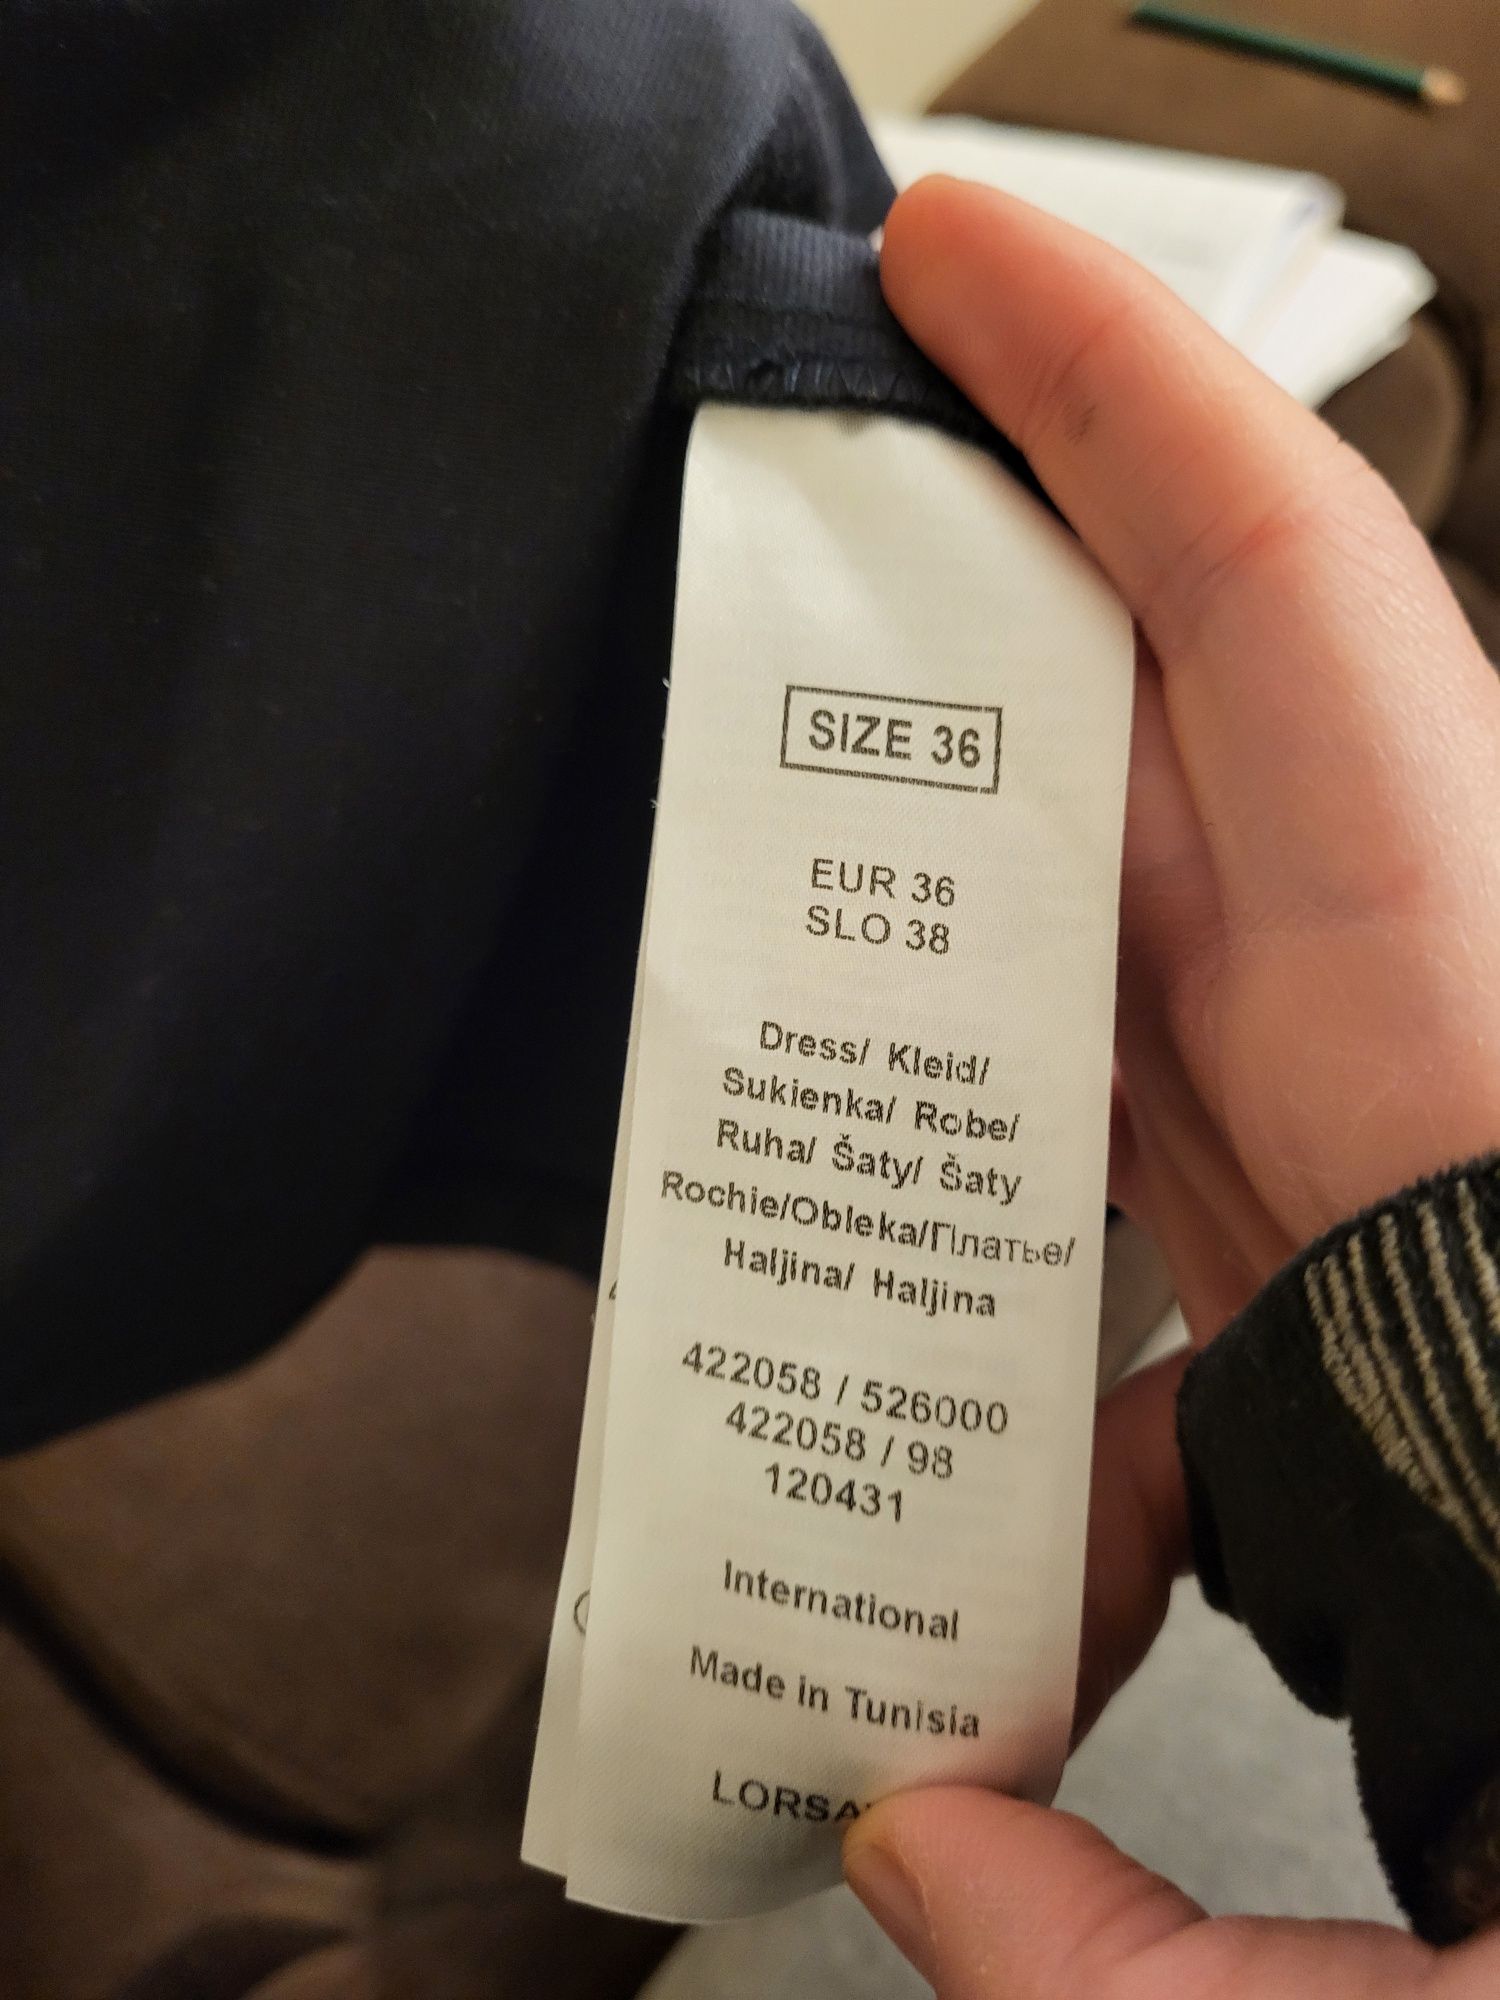 SIZE 36
EUR 36
SLO 38
Dress/ Kleid/
Sukienka/ Robe/
Ruha/ Šaty/ Šaty
Rochie/Obleka/Платье/
Haljina/ Haljina
422058 / 526000
422058 / 98
120431
International
Made in Tunisia